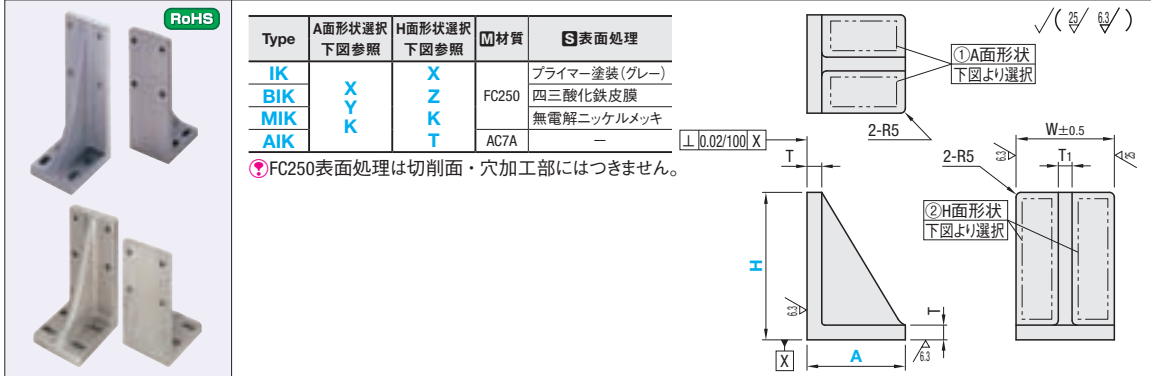 RoHS
Type A面形状選択 下図参照 H面形状選択 下図参照 M材質 S表面処理
IK X Y K X Z K T FC250 プライマー塗装(グレー)
BIK 四三酸化鉄皮膜
MIK 無電解ニッケルメッキ
AIK AC7A －
FC250表面処理は切削面・穴加工部にはつきません。
25 6.3
①A面形状
下図より選択
2-R5
⊥ 0.02/100 X
T
H
6.3
T
X
A
6.3
W±0.5
2-R5
6.3
T1
25
②H面形状
下図より選択